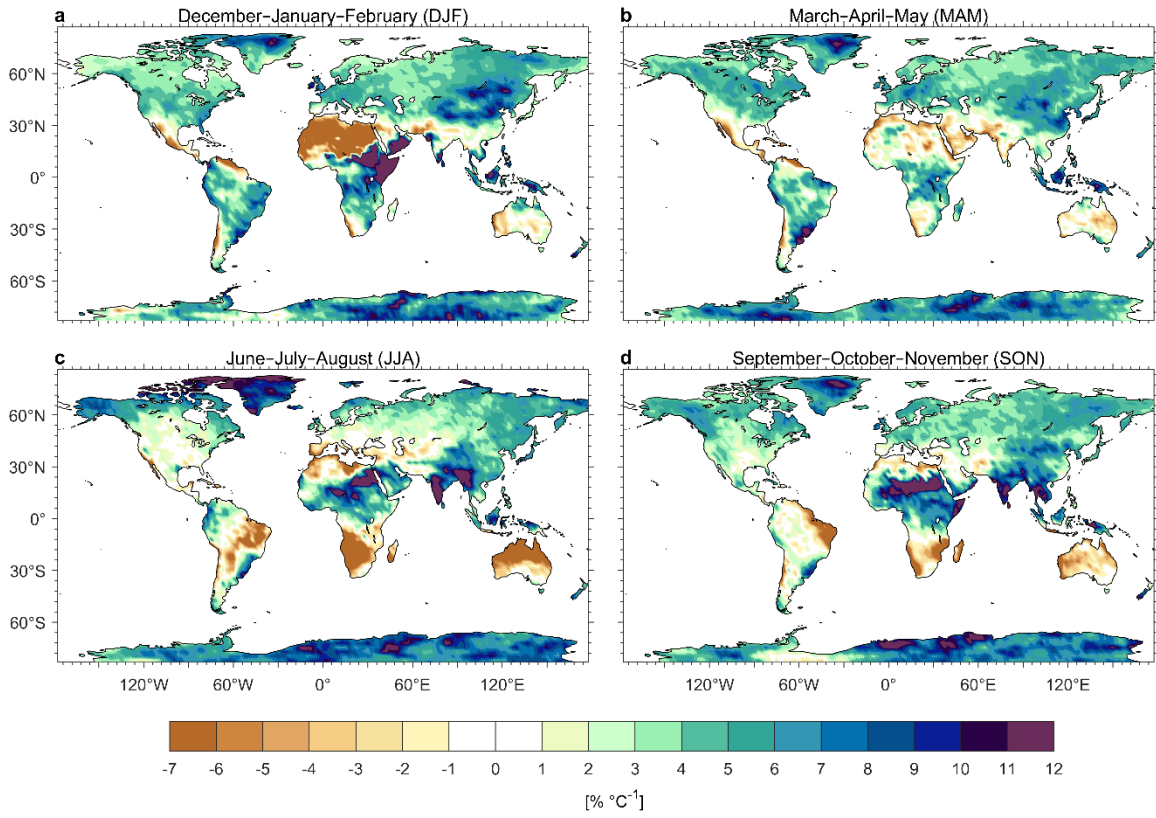 a December-January-February (DJF)
b March-April-May (MAM)
60°N
30°N
0°
30°S
60°S
c June-July-August (JJA)
d September-October-November (SON)
60°N
30°N
0°
30°S
60°S
120°W 60°W 0° 60°E 120°E
120°W 60°W 0° 60°E 120°E
-7 -6 -5 -4 -3 -2 -1 0 1 2 3 4 5 6 7 8 9 10 11 12
[% °C⁻¹]